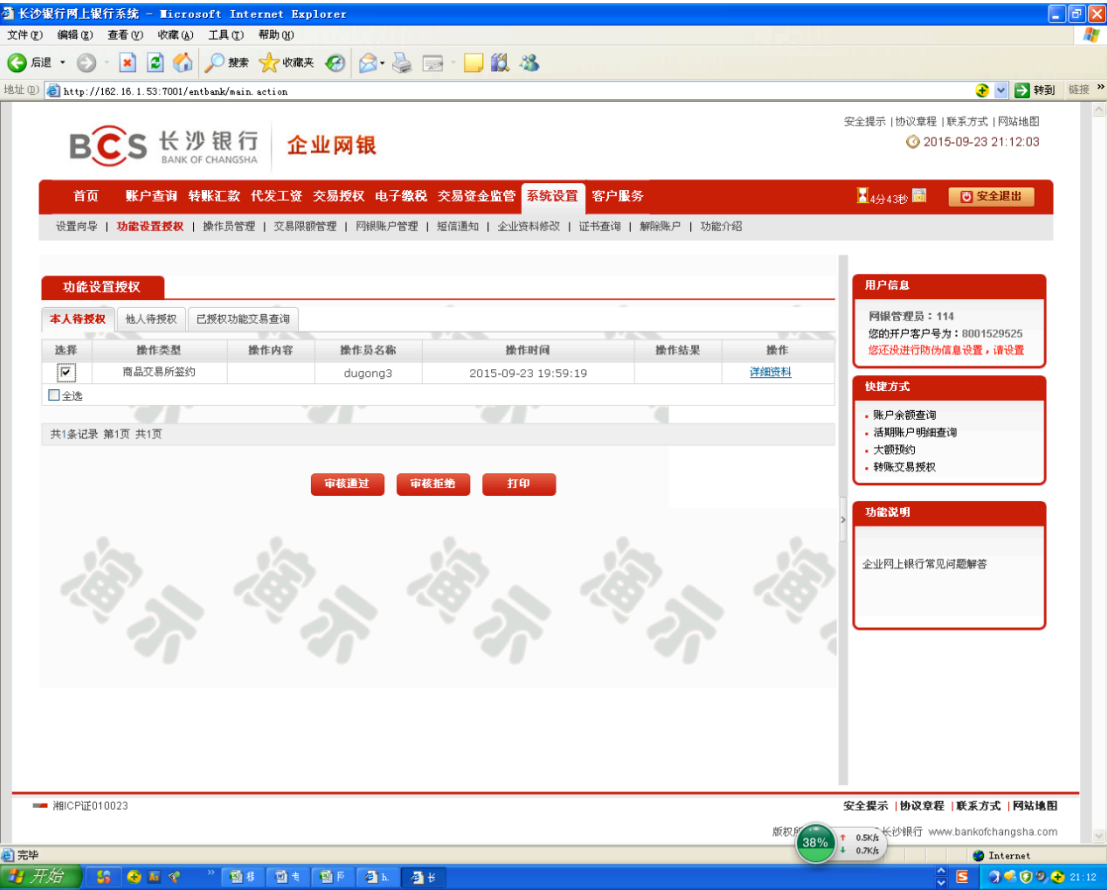 长沙银行网上银行系统 - Microsoft Internet Explorer
文件(F) 编辑(E) 查看(V) 收藏(A) 工具(T) 帮助(H)
后退 搜索 收藏夹
地址(D) http://162.16.1.53:7001/entbank/main.action 转到 链接 »
安全提示 |协议章程 |联系方式 |网站地图
BCS 长沙银行 企业网银
BANK OF CHANGSHA
2015-09-23 21:12:03
首页 账户查询 转账汇款 代发工资 交易授权 电子缴税 交易资金监管 系统设置 客户服务 4分43秒 安全退出
设置向导 | 功能设置授权 | 操作员管理 | 交易限额管理 | 网银账户管理 | 短信通知 | 企业资料修改 | 证书查询 | 解除账户 | 功能介绍
功能设置授权
本人待授权 他人待授权 已授权功能交易查询
选择 操作类型 操作内容 操作员名称 操作时间 操作结果 操作
商品交易所签约 dugong3 2015-09-23 19:59:19 详细资料
全选
共1条记录 第1页 共1页
审核通过 审核拒绝 打印
用户信息
网银管理员：114
您的开户客户号为：8001529525
您还没进行防伪信息设置，请设置
快捷方式
账户余额查询
活期账户明细查询
大额预约
转账交易授权
功能说明
企业网上银行常见问题解答
演示 演示 演示 演示 演
湘ICP证010023
安全提示 |协议章程 |联系方式 |网站地图
版权 长沙银行 www.bankofchangsha.com
38% 0.5K/s
0.7K/s
完毕 Internet
开始 21:12